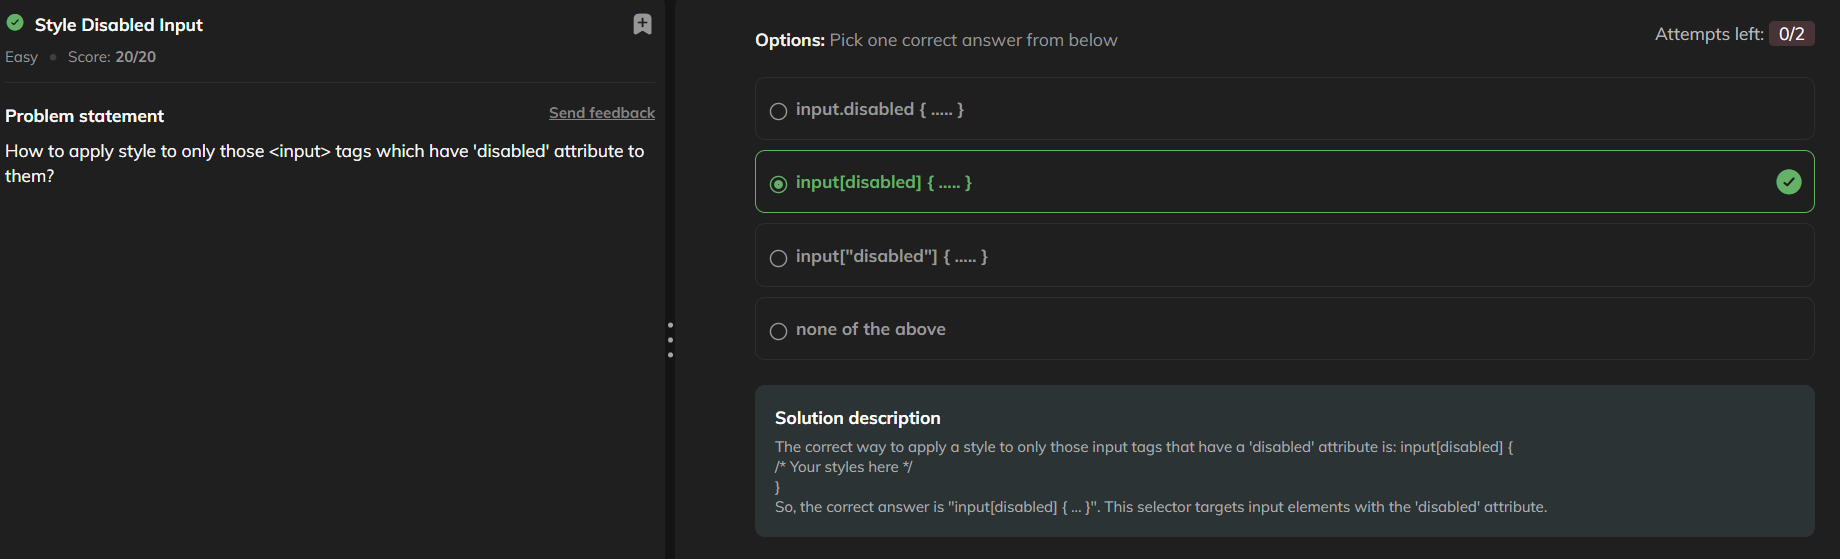 Style Disabled Input
Easy Score: 20/20
Problem statement
Send feedback
How to apply style to only those <input> tags which have 'disabled' attribute to
them?
Options: Pick one correct answer from below
Attempts left: 0/2
input.disabled { ..... }
input[disabled] { ..... }
input["disabled"] { ..... }
none of the above
Solution description
The correct way to apply a style to only those input tags that have a 'disabled' attribute is: input[disabled] {
/* Your styles here */
}
So, the correct answer is "input[disabled] { ... }". This selector targets input elements with the 'disabled' attribute.